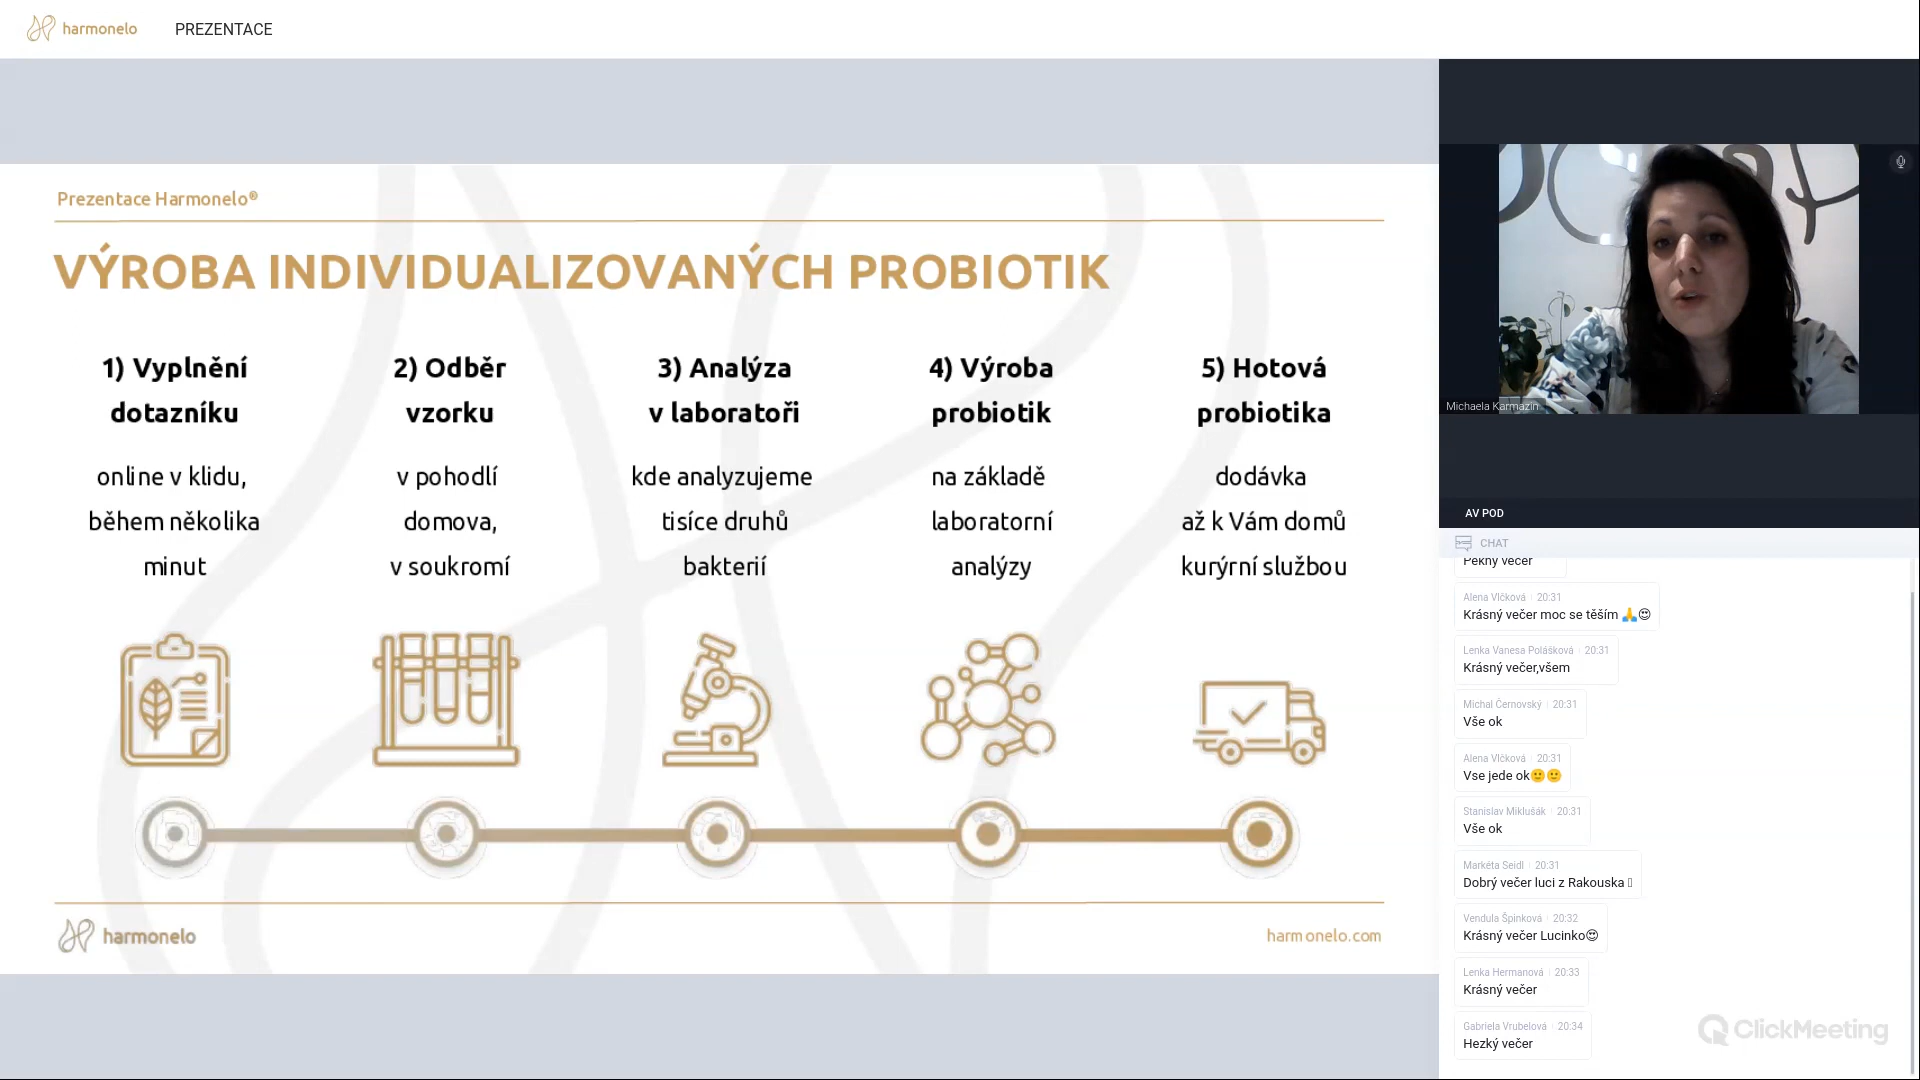 harmonelo PREZENTACE
Prezentace Harmonelo®
VÝROBA INDIVIDUALIZOVANÝCH PROBIOTIK
1) Vyplnění
dotazníku
online v klidu,
během několika
minut
2) Odběr
vzorku
v pohodlí
domova,
v soukromí
3) Analýza
v laboratoři
kde analyzujeme
tisíce druhů
bakterií
4) Výroba
probiotik
na základě
laboratorní
analýzy
5) Hotová
probiotika
dodávka
až k Vám domů
kurýrní službou
harmonelo
harmonelo.com
Michaela Karmazín
AV POD
CHAT
Pěkný večer
Alena Vlčková 20:31
Krásný večer moc se těším 🙏😍
Lenka Vanesa Polášková 20:31
Krásný večer,všem
Michal Černovský 20:31
Vše ok
Alena Vlčková 20:31
Vse jede ok🙂🙂
Stanislav Miklušák 20:31
Vše ok
Markéta Seidl 20:31
Dobrý večer luci z Rakouska
Vendula Špinková 20:32
Krásný večer Lucinko😍
Lenka Hermanová 20:33
Krásný večer
Gabriela Vrubelová 20:34
Hezký večer
ClickMeeting